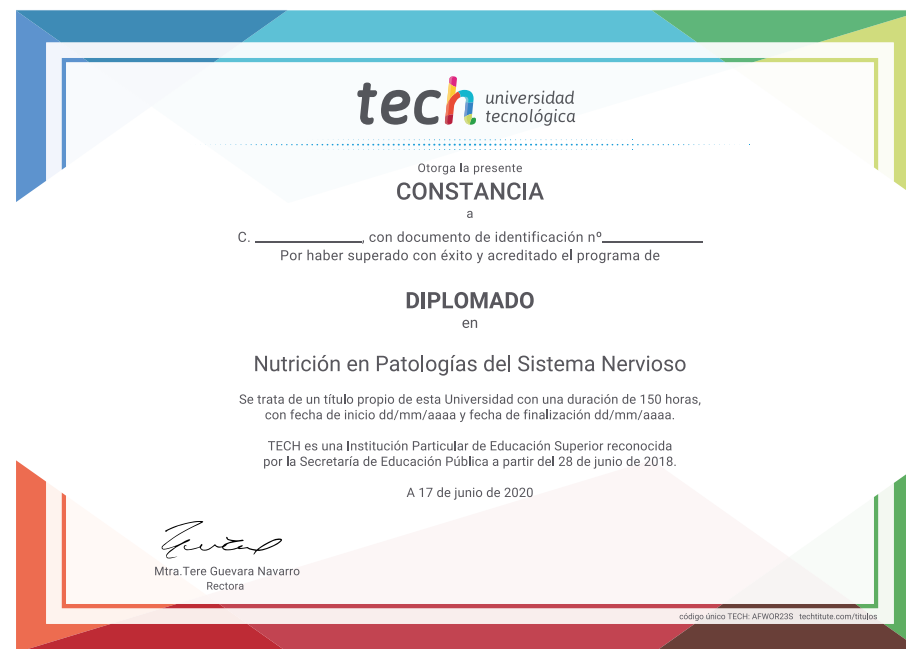 tech universidad
tecnológica
Otorga la presente
CONSTANCIA
a
C. ____________, con documento de identificación nº____________
Por haber superado con éxito y acreditado el programa de
DIPLOMADO
en
Nutrición en Patologías del Sistema Nervioso
Se trata de un título propio de esta Universidad con una duración de 150 horas,
con fecha de inicio dd/mm/aaaa y fecha de finalización dd/mm/aaaa.
TECH es una Institución Particular de Educación Superior reconocida
por la Secretaría de Educación Pública a partir del 28 de junio de 2018.
A 17 de junio de 2020
Mtra.Tere Guevara Navarro
Rectora
código único TECH: AFWOR23S techtitute.com/titulos